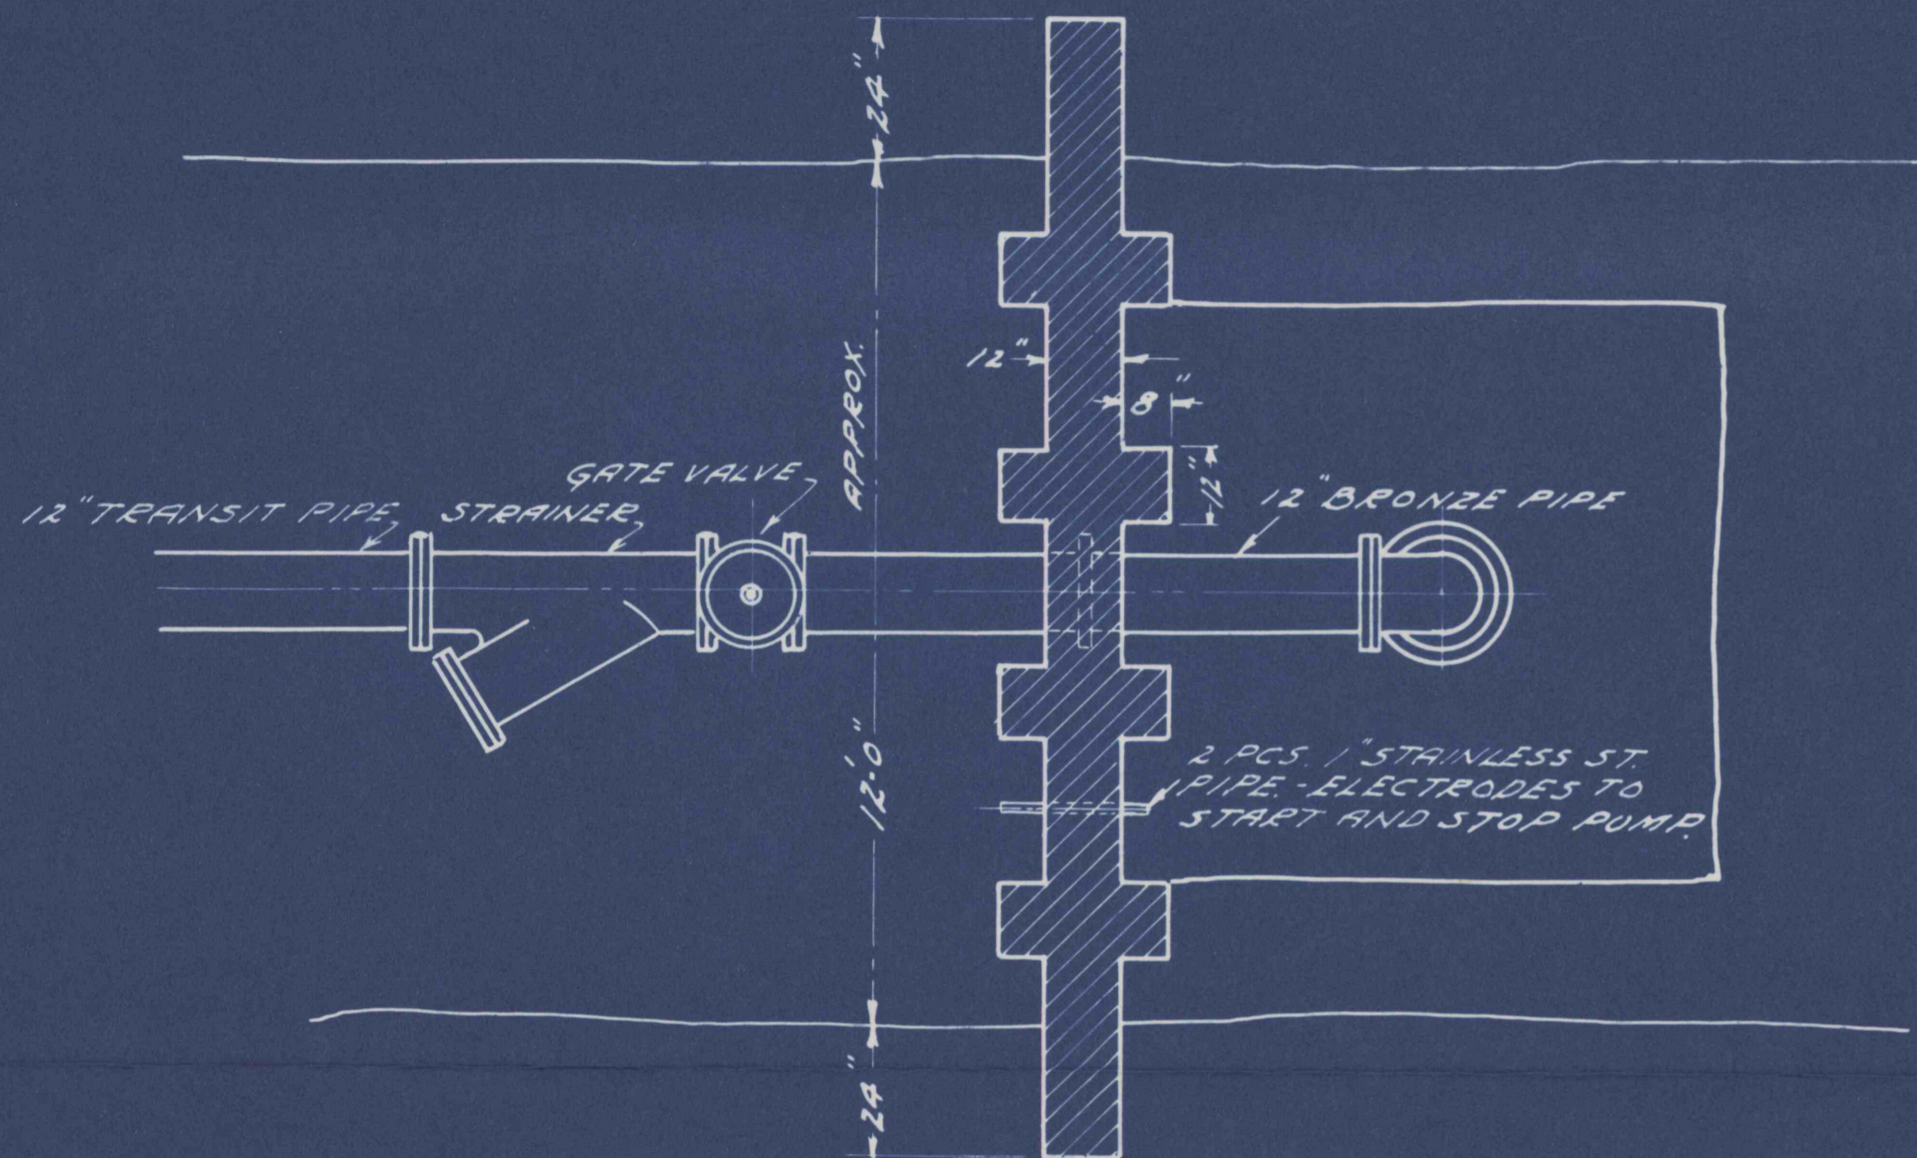 24"
APPROX.
12"
8"
12"
GATE VALVE
12" TRANSIT PIPE
STRAINER
12" BRONZE PIPE
12'-0"
2 PCS. 1" STAINLESS ST.
PIPE.-ELECTRODES TO
START AND STOP PUMP.
24"